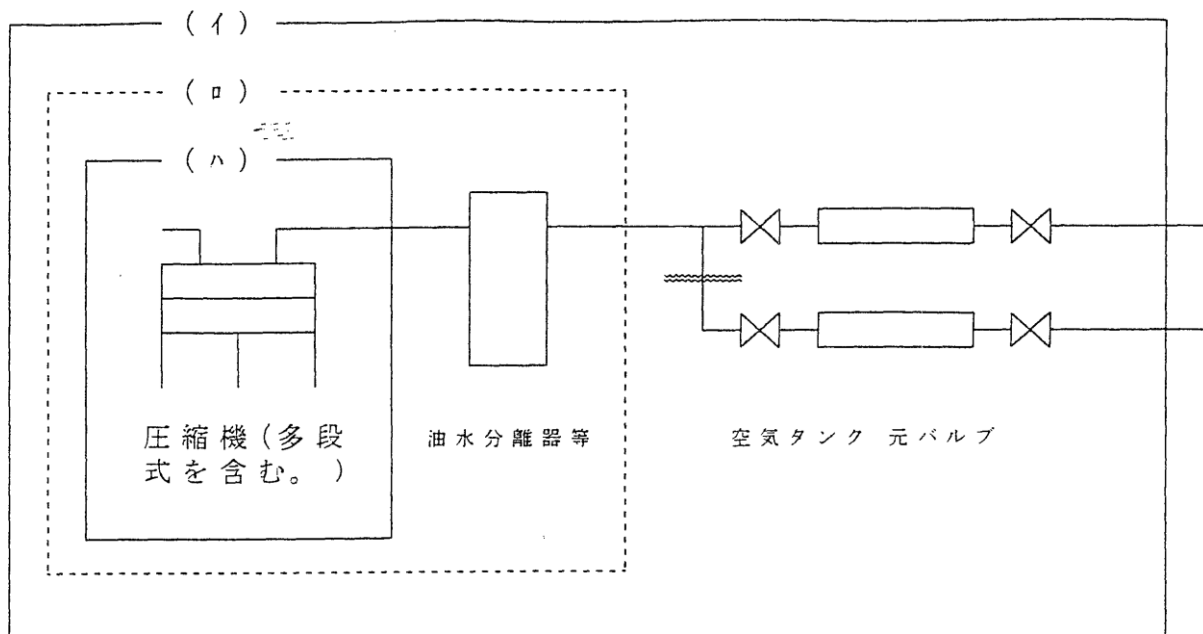 (イ)
(ロ)
(ハ)
圧縮機(多段
式を含む。)
油水分離器等
空気タンク 元バルブ